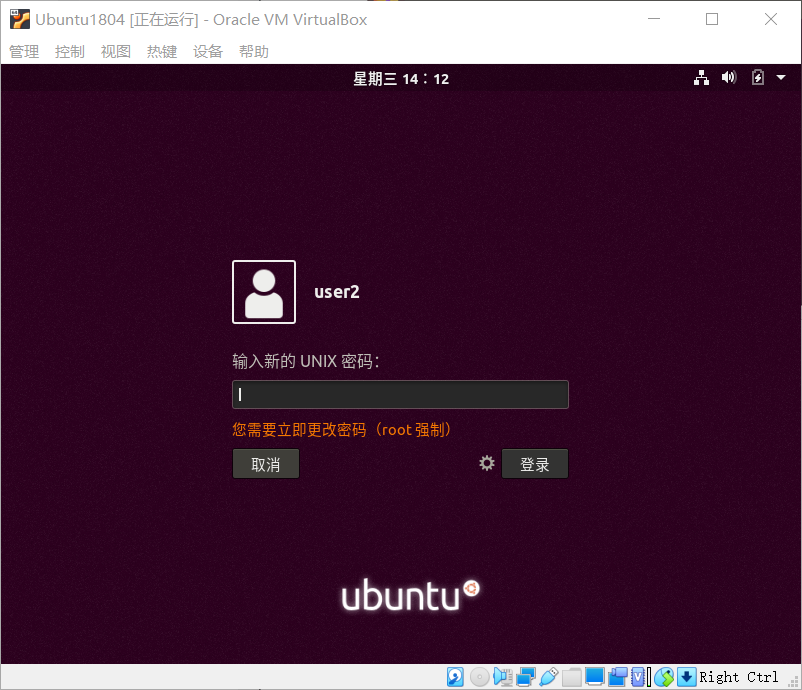 Ubuntu1804 [正在运行] - Oracle VM VirtualBox
管理 控制 视图 热键 设备 帮助
星期三 14：12
user2
输入新的 UNIX 密码：
您需要立即更改密码（root 强制）
取消 登录
ubuntu
Right Ctrl